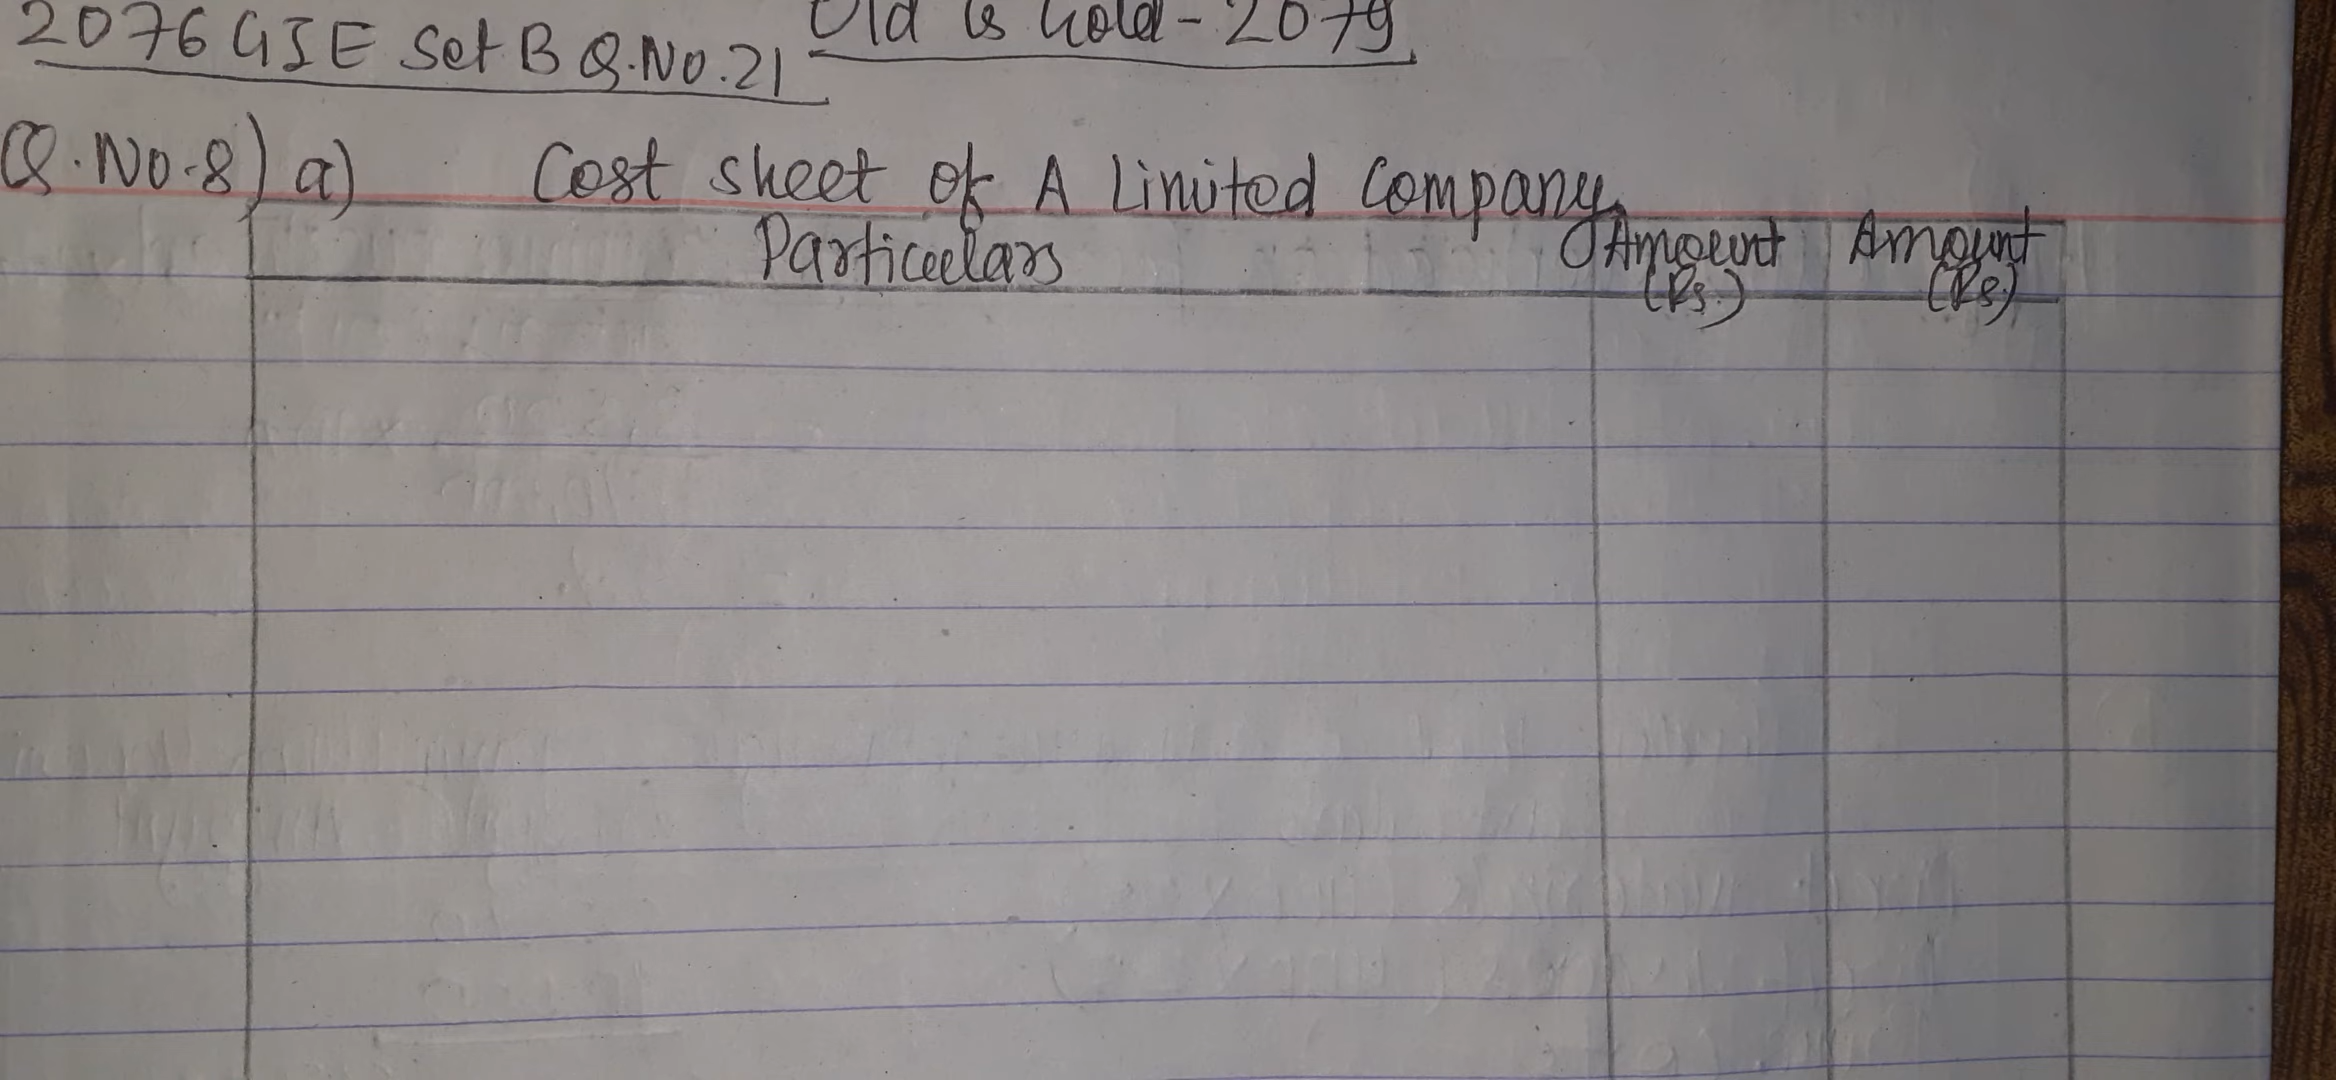 2076 GIE Set B Q.No.21 Old is Gold - 2079
Q.No.8) a) Cost sheet of A Limited Company
Particulars Amount (Rs.) Amount (Rs.)